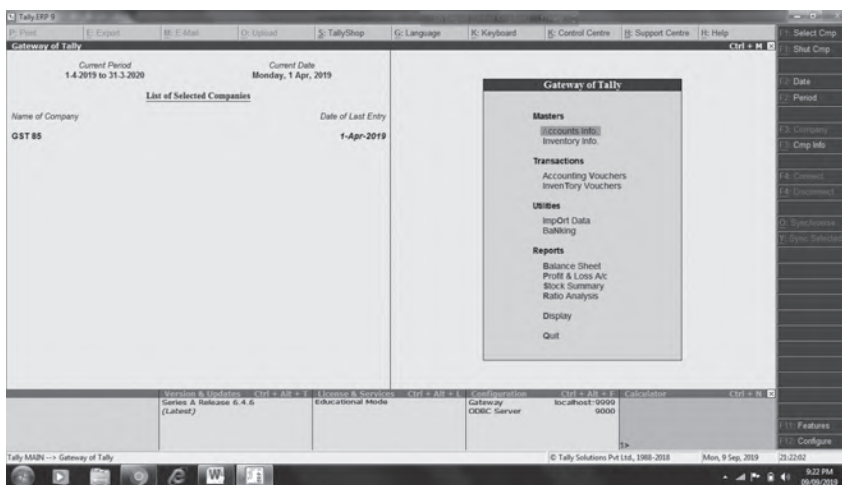 Tally.ERP 9
P: Print E: Export M: E-Mail O: Upload S: TallyShop G: Language K: Keyboard K: Control Centre H: Support Centre H: Help
F1: Select Cmp
F1: Shut Cmp
F2: Date
F2: Period
F3: Company
F3: Cmp Info
F4: Connect
F4: Disconnect
O: Synchronise
Y: Sync Selected
F11: Features
F12: Configure
Gateway of Tally Ctrl + M
Current Period Current Date
1-4-2019 to 31-3-2020 Monday, 1 Apr, 2019
List of Selected Companies
Name of Company Date of Last Entry
GST 85 1-Apr-2019
Gateway of Tally
Masters
Accounts Info.
Inventory Info.
Transactions
Accounting Vouchers
InvenTory Vouchers
Utilities
ImpOrt Data
BaNking
Reports
Balance Sheet
Profit & Loss A/c
Stock Summary
Ratio Analysis
Display
Quit
Version & Updates Ctrl + Alt + T License & Services Ctrl + Alt + L Configuration Ctrl + Alt + F Calculator Ctrl + N
Series A Release 6.4.6 Educational Mode Gateway localhost:9999
(Latest) ODBC Server 9000
1>
Tally MAIN --> Gateway of Tally © Tally Solutions Pvt Ltd., 1988-2018 Mon, 9 Sep, 2019 21:22:02
9:22 PM
09/09/2019